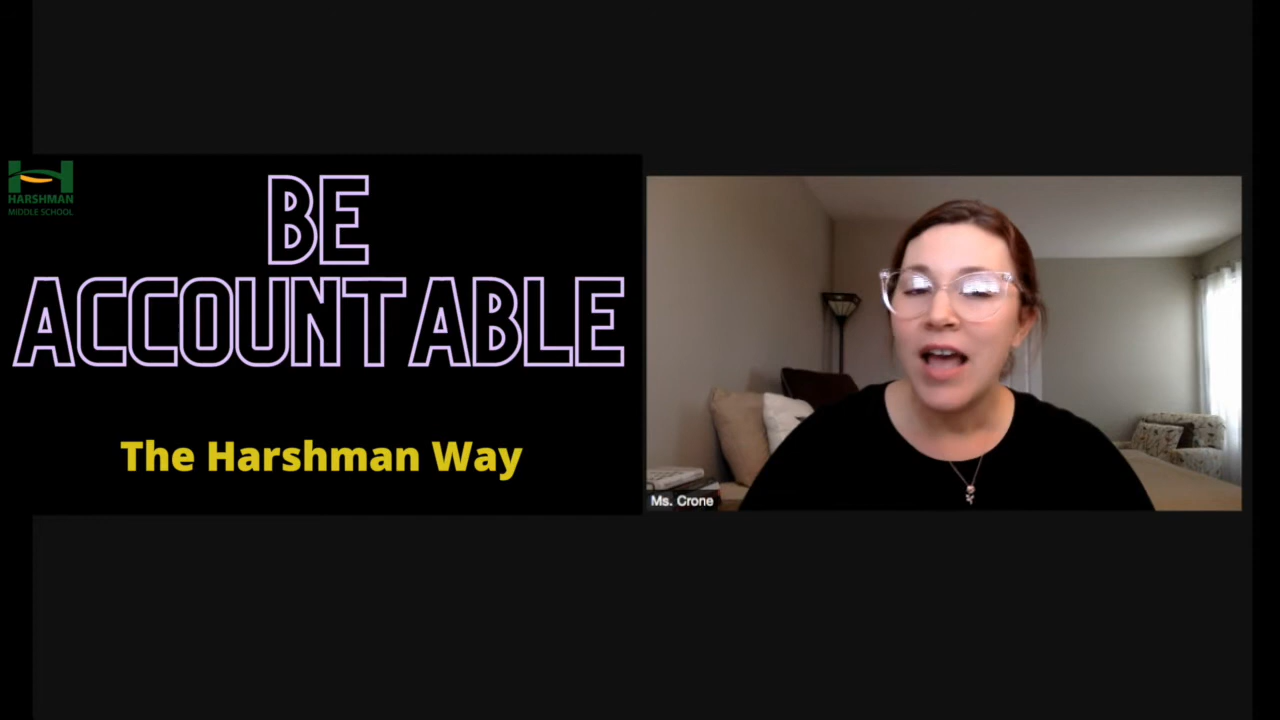 HARSHMAN
MIDDLE SCHOOL
BE
ACCOUNTABLE
The Harshman Way
Ms. Crone